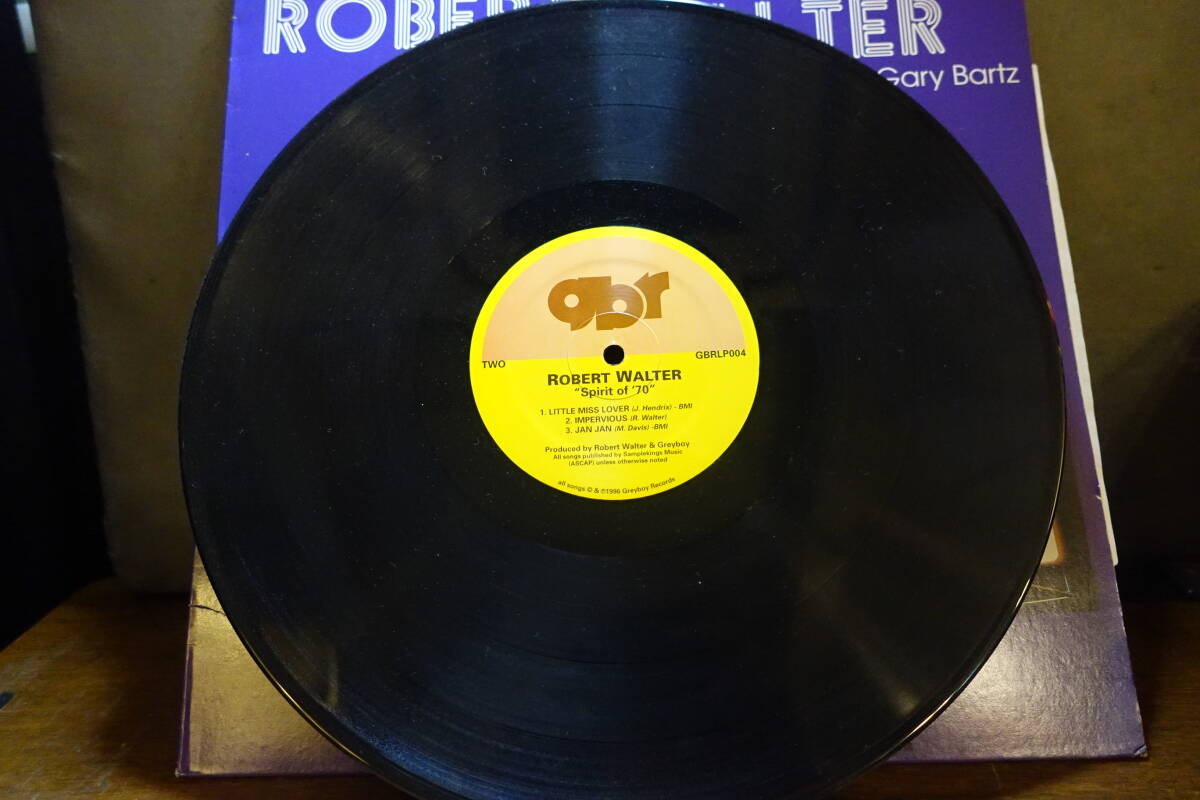 ROBERT WALTER
Gary Bartz
gbr
TWO
GBRLP004
ROBERT WALTER
"Spirit of '70"
1. LITTLE MISS LOVER (J. Hendrix) - BMI
2. IMPERVIOUS (R. Walter)
3. JAN JAN (M. Davis) -BMI
Produced by Robert Walter & Greyboy
All songs published by Samplekings Music
(ASCAP) unless otherwise noted
all songs © & ℗1996 Greyboy Records